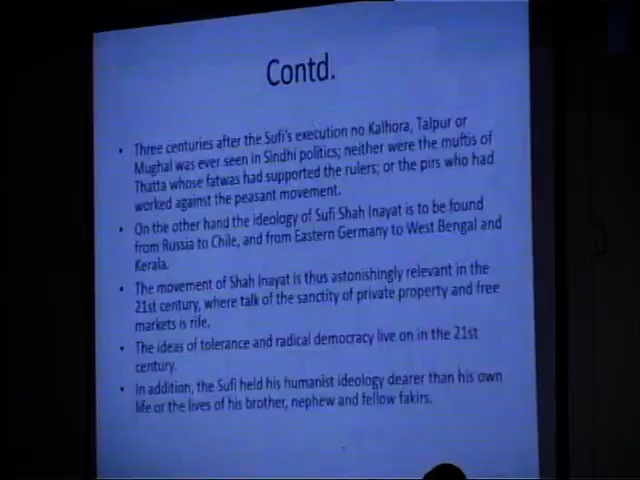 Contd.
• Three centuries after the Sufi's execution no Kalhora, Talpur or
Mughal was ever seen in Sindhi politics; neither were the muftis of
Thatta whose fatwas had supported the rulers; or the pirs who had
worked against the peasant movement.
• On the other hand the ideology of Sufi Shah Inayat is to be found
from Russia to Chile, and from Eastern Germany to West Bengal and
Kerala.
• The movement of Shah Inayat is thus astonishingly relevant in the
21st century, where talk of the sanctity of private property and free
markets is rife.
• The ideas of tolerance and radical democracy live on in the 21st
century.
• In addition, the Sufi held his humanist ideology dearer than his own
life or the lives of his brother, nephew and fellow fakirs.